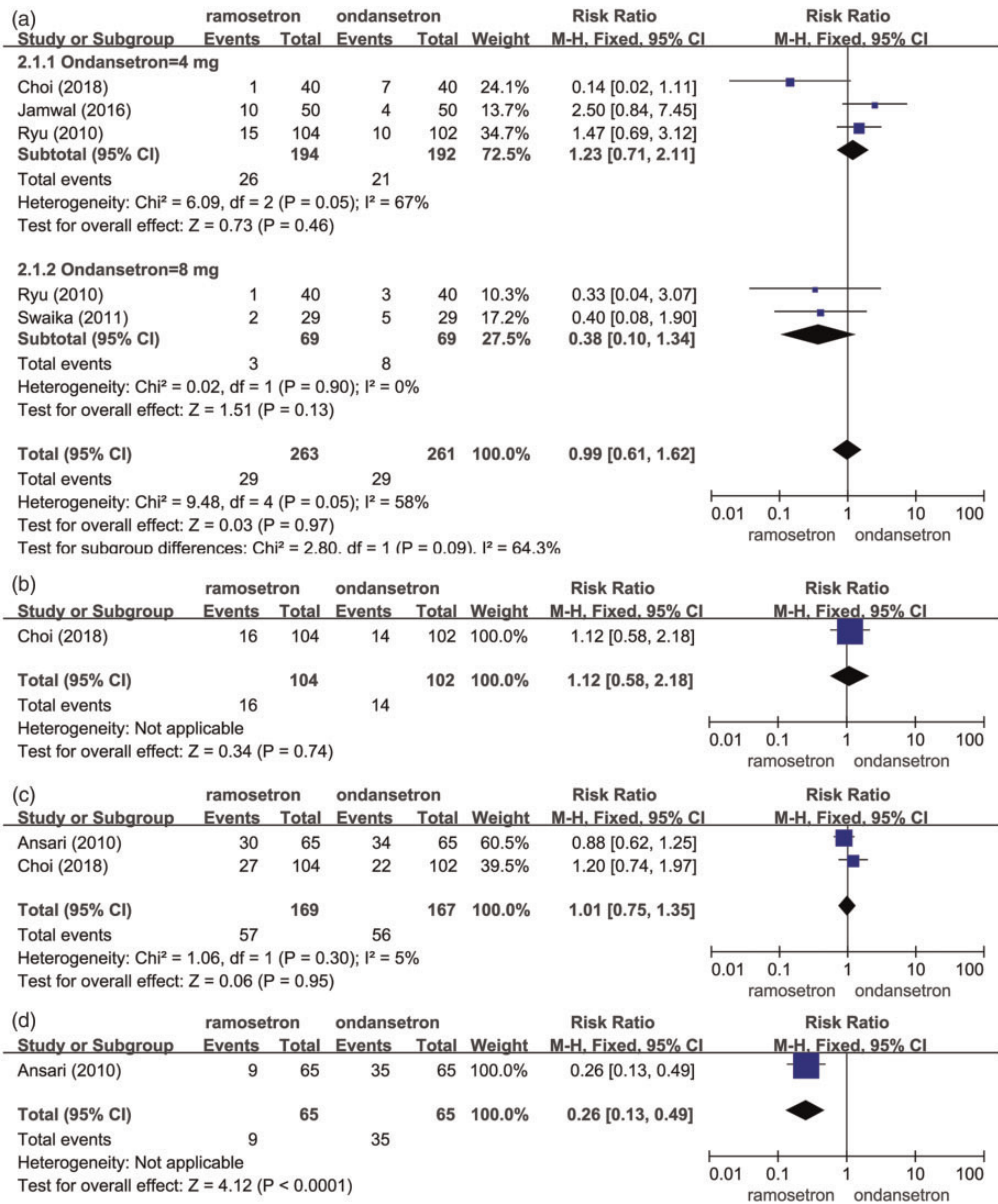 (a)
ramosetron ondansetron Risk Ratio Risk Ratio
Study or Subgroup Events Total Events Total Weight M-H, Fixed, 95% CI M-H, Fixed, 95% CI
2.1.1 Ondansetron=4 mg
Choi (2018) 1 40 7 40 24.1% 0.14 [0.02, 1.11]
Jamwal (2016) 10 50 4 50 13.7% 2.50 [0.84, 7.45]
Ryu (2010) 15 104 10 102 34.7% 1.47 [0.69, 3.12]
Subtotal (95% CI) 194 192 72.5% 1.23 [0.71, 2.11]
Total events 26 21
Heterogeneity: Chi² = 6.09, df = 2 (P = 0.05); I² = 67%
Test for overall effect: Z = 0.73 (P = 0.46)
2.1.2 Ondansetron=8 mg
Ryu (2010) 1 40 3 40 10.3% 0.33 [0.04, 3.07]
Swaika (2011) 2 29 5 29 17.2% 0.40 [0.08, 1.90]
Subtotal (95% CI) 69 69 27.5% 0.38 [0.10, 1.34]
Total events 3 8
Heterogeneity: Chi² = 0.02, df = 1 (P = 0.90); I² = 0%
Test for overall effect: Z = 1.51 (P = 0.13)
Total (95% CI) 263 261 100.0% 0.99 [0.61, 1.62]
Total events 29 29
Heterogeneity: Chi² = 9.48, df = 4 (P = 0.05); I² = 58%
Test for overall effect: Z = 0.03 (P = 0.97)
Test for subgroup differences: Chi² = 2.80, df = 1 (P = 0.09), I² = 64.3%
0.01 0.1 1 10 100
ramosetron ondansetron
(b)
ramosetron ondansetron Risk Ratio Risk Ratio
Study or Subgroup Events Total Events Total Weight M-H, Fixed, 95% CI M-H, Fixed, 95% CI
Choi (2018) 16 104 14 102 100.0% 1.12 [0.58, 2.18]
Total (95% CI) 104 102 100.0% 1.12 [0.58, 2.18]
Total events 16 14
Heterogeneity: Not applicable
Test for overall effect: Z = 0.34 (P = 0.74)
0.01 0.1 1 10 100
ramosetron ondansetron
(c)
ramosetron ondansetron Risk Ratio Risk Ratio
Study or Subgroup Events Total Events Total Weight M-H, Fixed, 95% CI M-H, Fixed, 95% CI
Ansari (2010) 30 65 34 65 60.5% 0.88 [0.62, 1.25]
Choi (2018) 27 104 22 102 39.5% 1.20 [0.74, 1.97]
Total (95% CI) 169 167 100.0% 1.01 [0.75, 1.35]
Total events 57 56
Heterogeneity: Chi² = 1.06, df = 1 (P = 0.30); I² = 5%
Test for overall effect: Z = 0.06 (P = 0.95)
0.01 0.1 1 10 100
ramosetron ondansetron
(d)
ramosetron ondansetron Risk Ratio Risk Ratio
Study or Subgroup Events Total Events Total Weight M-H, Fixed, 95% CI M-H, Fixed, 95% CI
Ansari (2010) 9 65 35 65 100.0% 0.26 [0.13, 0.49]
Total (95% CI) 65 65 100.0% 0.26 [0.13, 0.49]
Total events 9 35
Heterogeneity: Not applicable
Test for overall effect: Z = 4.12 (P < 0.0001)
0.01 0.1 1 10 100
ramosetron ondansetron